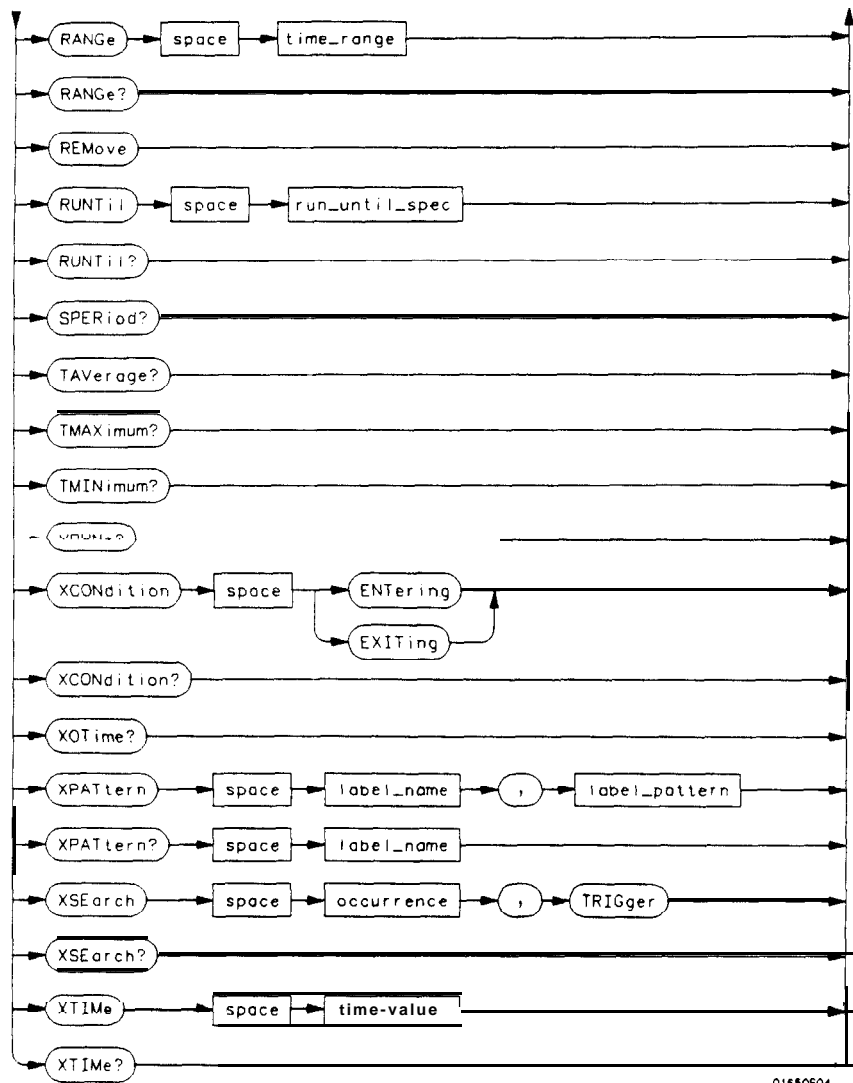 RANGe space time_range
RANGe?
REMove
RUNTil space run_until_spec
RUNTil?
SPERiod?
TAVerage?
TMAXimum?
TMINimum?
XCONdition space ENTering
EXITing
XCONdition?
XOTime?
XPATtern space label_name , label_pattern
XPATtern? space label_name
XSEarch space occurrence , TRIGger
XSEarch?
XTIMe space time-value
XTIMe?